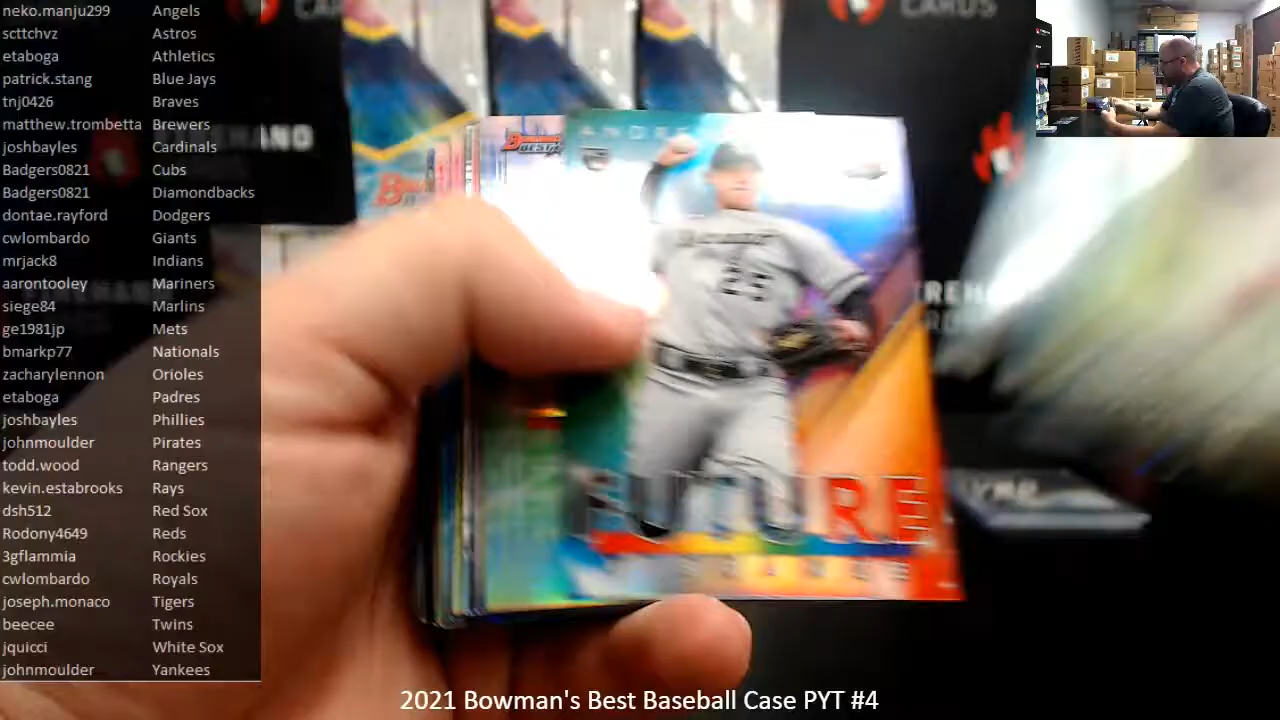 neko.manju299 Angels
scttchvz Astros
etaboga Athletics
patrick.stang Blue Jays
tnj0426 Braves
matthew.trombetta Brewers
joshbayles Cardinals
Badgers0821 Cubs
Badgers0821 Diamondbacks
dontae.rayford Dodgers
cwlombardo Giants
mrjack8 Indians
aarontooley Mariners
siege84 Marlins
ge1981jp Mets
bmarkp77 Nationals
zacharylennon Orioles
etaboga Padres
joshbayles Phillies
johnmoulder Pirates
todd.wood Rangers
kevin.estabrooks Rays
dsh512 Red Sox
Rodony4649 Reds
3gflammia Rockies
cwlombardo Royals
joseph.monaco Tigers
beecee Twins
jquicci White Sox
johnmoulder Yankees
CARDS
25
2021 Bowman's Best Baseball Case PYT #4